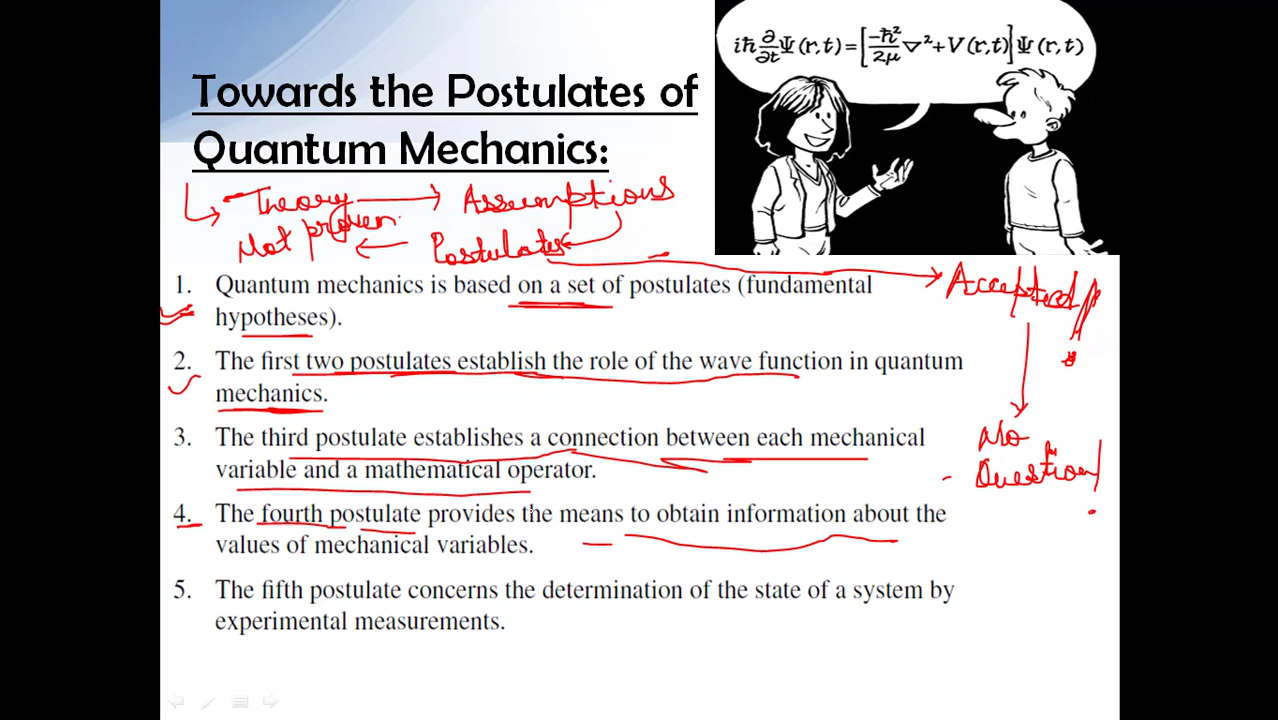 iħ ∂/∂t Ψ(r,t) = [-ħ²/2μ ∇² + V(r,t)] Ψ(r,t)
Towards the Postulates of
Quantum Mechanics:
Theory → Assumptions
Not proven. ← Postulates
Accepted
1. Quantum mechanics is based on a set of postulates (fundamental
hypotheses).
2. The first two postulates establish the role of the wave function in quantum
mechanics.
3. The third postulate establishes a connection between each mechanical
variable and a mathematical operator.
No
Question
4. The fourth postulate provides the means to obtain information about the
values of mechanical variables.
5. The fifth postulate concerns the determination of the state of a system by
experimental measurements.